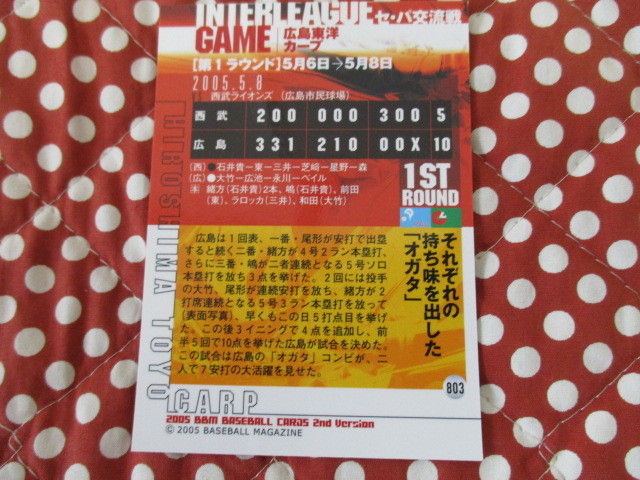 INTERLEAGUE セ・パ交流戦
GAME 広島東洋
カープ
[第1ラウンド]5月6日→5月8日
2005.5.8
西武ライオンズ (広島市民球場)
西武 200 000 300 5
広島 331 210 00X 10
(西)●石井貴ー東ー三井ー芝崎ー星野ー森
(広)○大竹ー広池ー永川ーベイル
[本] 緒方(石井貴)2本、嶋(石井貴)、前田
(東)、ラロッカ(三井)、和田(大竹)
1ST
ROUND
それぞれの
持ち味を出した
「オガタ」
広島は1回表、一番・尾形が安打で出塁
すると続く二番・緒方が4号2ラン本塁打、
さらに三番・嶋が二者連続となる5号ソロ
本塁打を放ち3点を挙げた。2回には投手
の大竹、尾形が連続安打を放ち、緒方が2
打席連続となる5号3ラン本塁打を放って
(表面写真)、早くもこの日5打点目を挙げ
た。この後3イニングで4点を追加し、前
半5回で10点を挙げた広島が試合を決めた。
この試合は広島の「オガタ」コンビが、二
人で7安打の大活躍を見せた。
803
HIROSHIMA TOYO
CARP
2005 BBM BASEBALL CARDS 2nd Version
© 2005 BASEBALL MAGAZINE